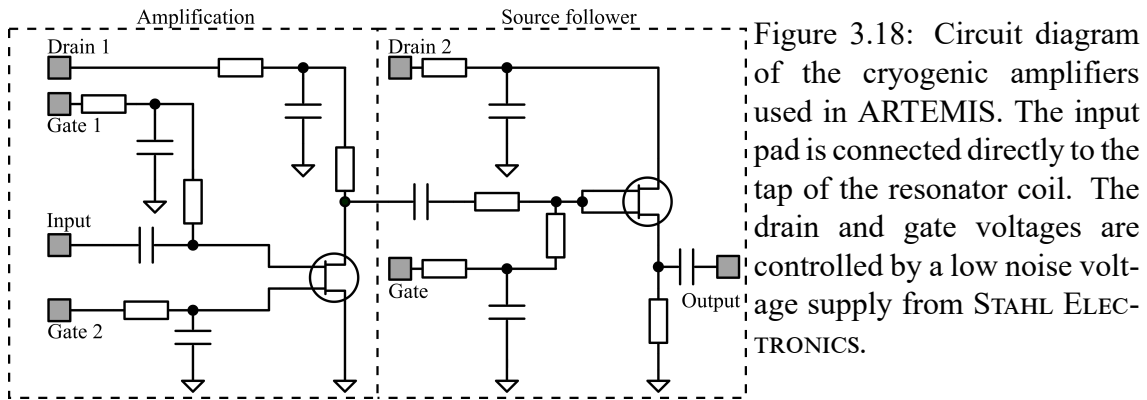 Amplification
Source follower
Drain 1
Gate 1
Input
Gate 2
Drain 2
Gate
Output
Figure 3.18: Circuit diagram
of the cryogenic amplifiers
used in ARTEMIS. The input
pad is connected directly to the
tap of the resonator coil. The
drain and gate voltages are
controlled by a low noise volt-
age supply from STAHL ELEC-
TRONICS.